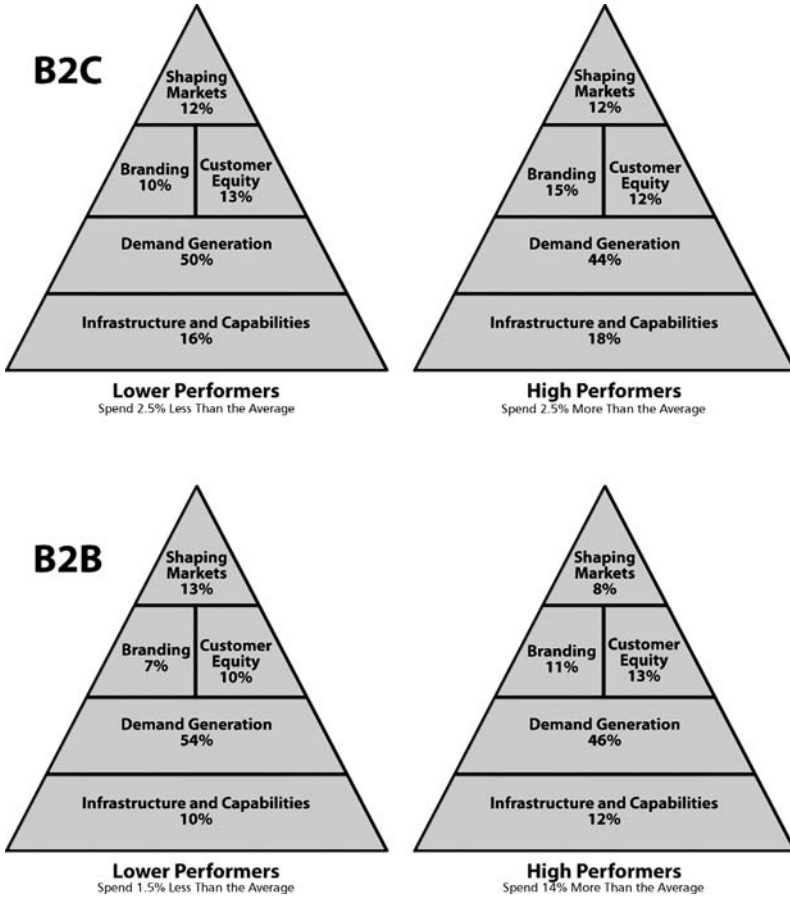 B2C
Shaping
Markets
12%
Branding
10%
Customer
Equity
13%
Demand Generation
50%
Infrastructure and Capabilities
16%
Lower Performers
Spend 2.5% Less Than the Average
Shaping
Markets
12%
Branding
15%
Customer
Equity
12%
Demand Generation
44%
Infrastructure and Capabilities
18%
High Performers
Spend 2.5% More Than the Average
B2B
Shaping
Markets
13%
Branding
7%
Customer
Equity
10%
Demand Generation
54%
Infrastructure and Capabilities
10%
Lower Performers
Spend 1.5% Less Than the Average
Shaping
Markets
8%
Branding
11%
Customer
Equity
13%
Demand Generation
46%
Infrastructure and Capabilities
12%
High Performers
Spend 14% More Than the Average